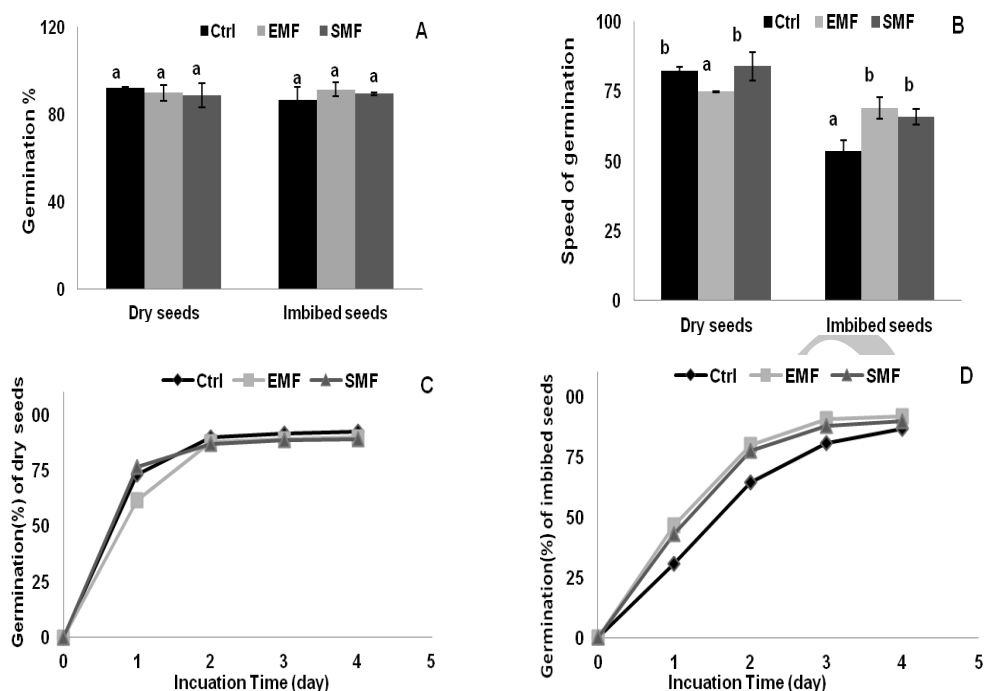 Ctrl EMF SMF
A
120
80
40
0
Germination %
a a a a a a
Dry seeds Imbibed seeds
Ctrl EMF SMF
B
100
75
50
25
0
Speed of germination
b a b a b b
Dry seeds Imbibed seeds
Ctrl EMF SMF
C
00
75
50
25
0
Germination(%) of dry seeds
0 1 2 3 4 5
Incuation Time (day)
Ctrl EMF SMF
D
00
75
50
25
0
Germination(%) of imbibed seeds
0 1 2 3 4 5
Incuation Time (day)